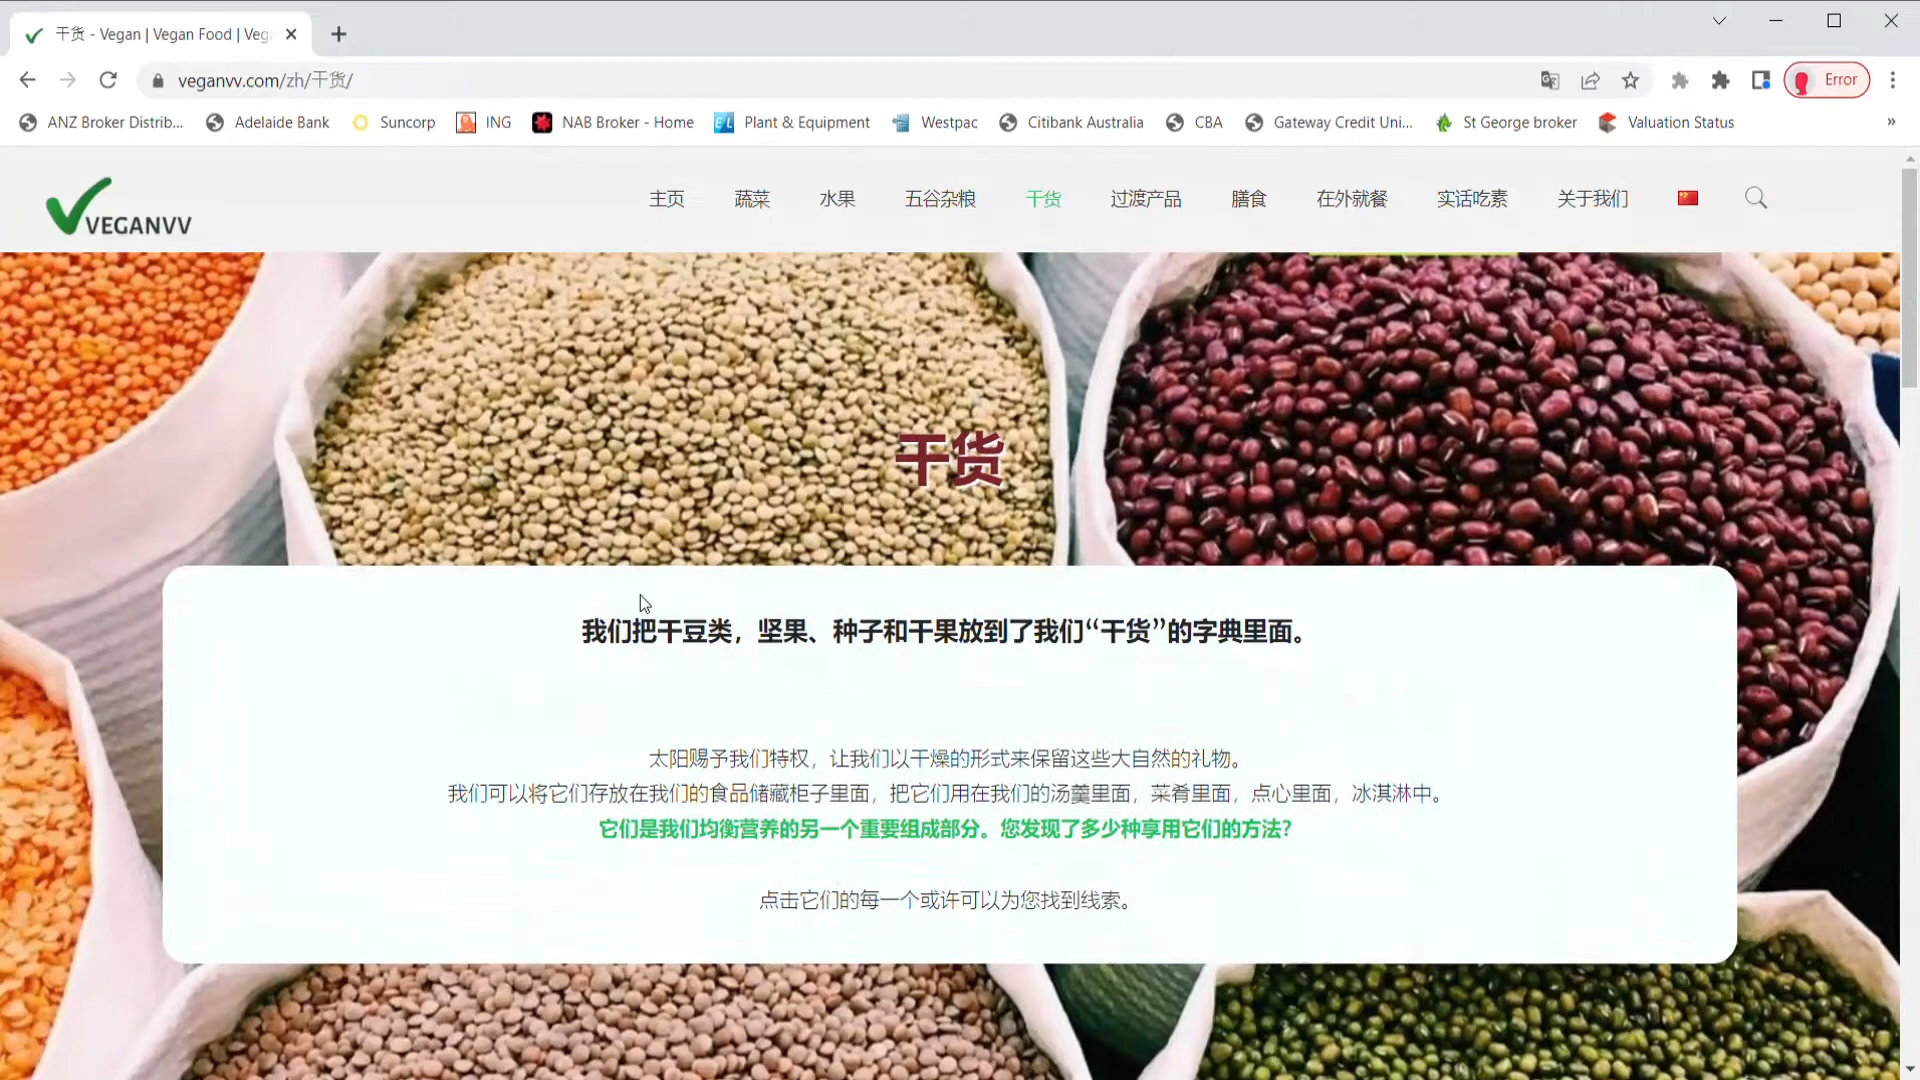 干货 - Vegan | Vegan Food | Veg
veganvv.com/zh/干货/
Error
ANZ Broker Distrib...
Adelaide Bank
Suncorp
ING
NAB Broker - Home
Plant & Equipment
Westpac
Citibank Australia
CBA
Gateway Credit Uni...
St George broker
Valuation Status
»
VEGANVV
主页
蔬菜
水果
五谷杂粮
干货
过渡产品
膳食
在外就餐
实话吃素
关于我们
干货
我们把干豆类，坚果、种子和干果放到了我们“干货”的字典里面。
太阳赐予我们特权，让我们以干燥的形式来保留这些大自然的礼物。
我们可以将它们存放在我们的食品储藏柜子里面，把它们用在我们的汤羹里面，菜肴里面，点心里面，冰淇淋中。
它们是我们均衡营养的另一个重要组成部分。您发现了多少种享用它们的方法？
点击它们的每一个或许可以为您找到线索。